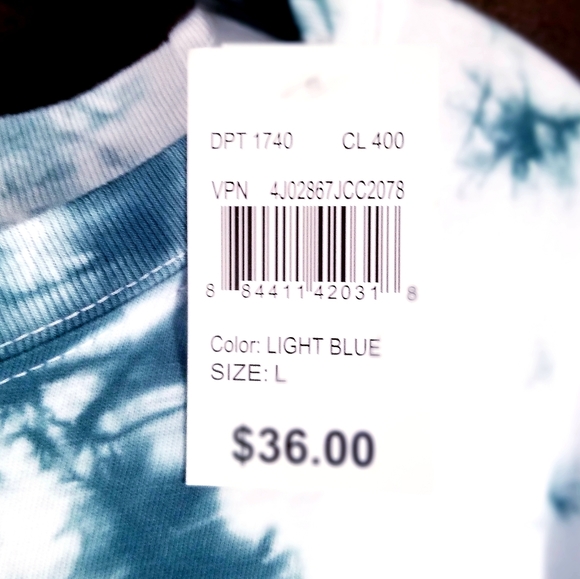 DPT 1740 CL 400
VPN 4J02867JCC2078
8 84411 42031 8
Color: LIGHT BLUE
SIZE: L
$36.00